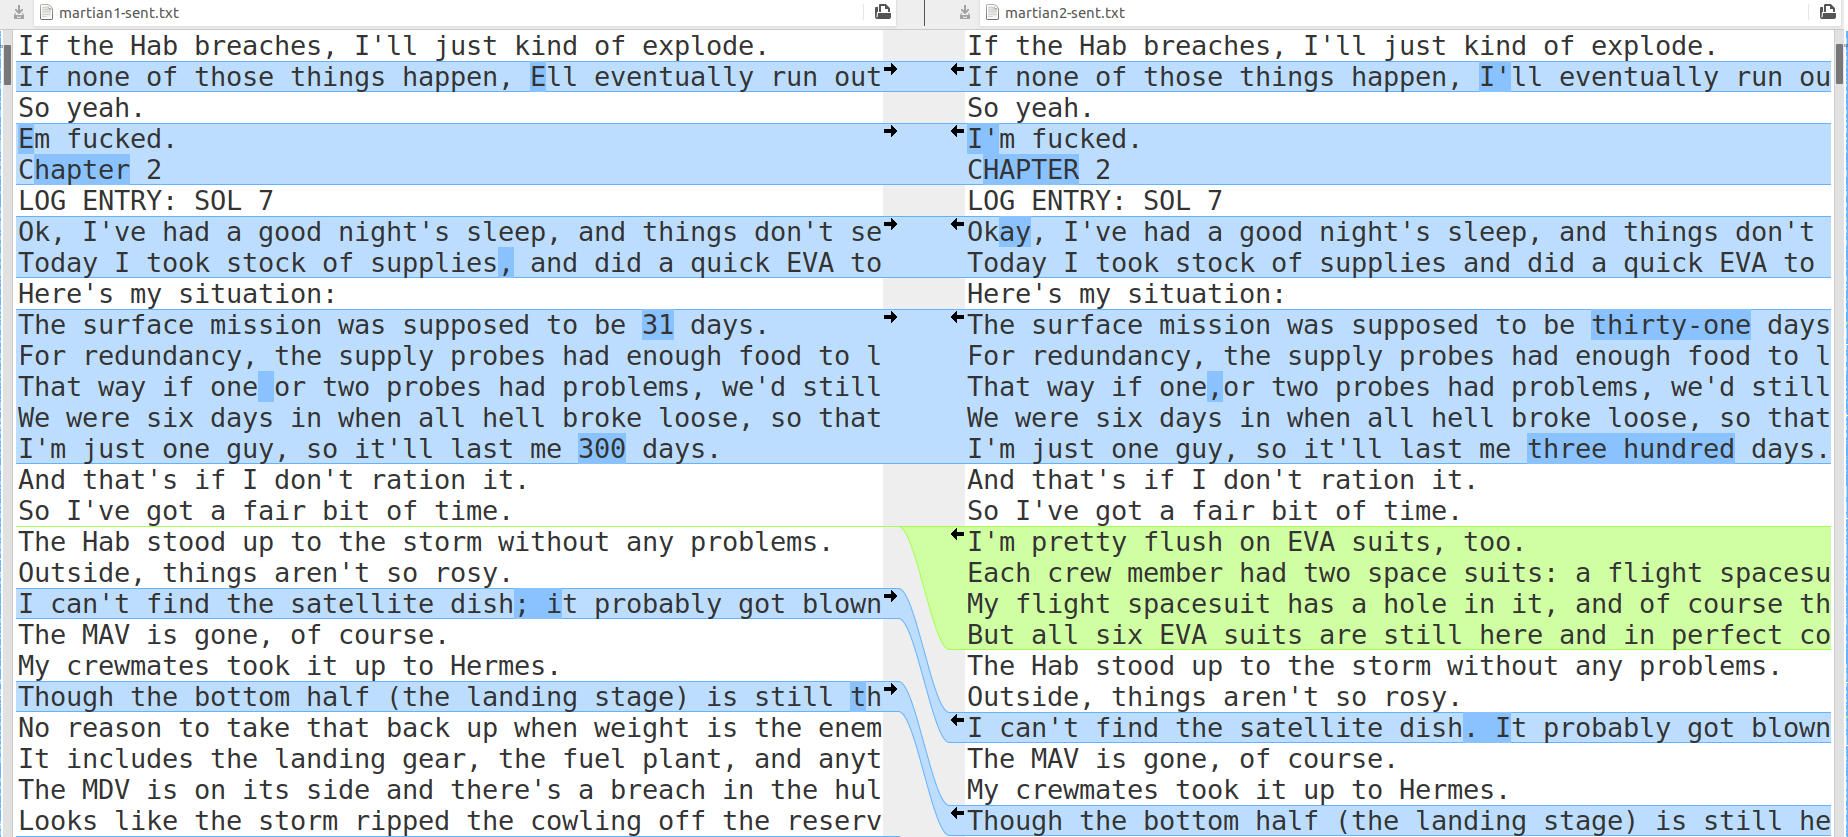 martian1-sent.txt
If the Hab breaches, I'll just kind of explode.
If none of those things happen, Ell eventually run out
So yeah.
Em fucked.
Chapter 2
LOG ENTRY: SOL 7
Ok, I've had a good night's sleep, and things don't se
Today I took stock of supplies, and did a quick EVA to
Here's my situation:
The surface mission was supposed to be 31 days.
For redundancy, the supply probes had enough food to l
That way if one or two probes had problems, we'd still
We were six days in when all hell broke loose, so that
I'm just one guy, so it'll last me 300 days.
And that's if I don't ration it.
So I've got a fair bit of time.
The Hab stood up to the storm without any problems.
Outside, things aren't so rosy.
I can't find the satellite dish; it probably got blown
The MAV is gone, of course.
My crewmates took it up to Hermes.
Though the bottom half (the landing stage) is still th
No reason to take that back up when weight is the enem
It includes the landing gear, the fuel plant, and anyt
The MDV is on its side and there's a breach in the hul
Looks like the storm ripped the cowling off the reserv
martian2-sent.txt
If the Hab breaches, I'll just kind of explode.
If none of those things happen, I'll eventually run ou
So yeah.
I'm fucked.
CHAPTER 2
LOG ENTRY: SOL 7
Okay, I've had a good night's sleep, and things don't
Today I took stock of supplies and did a quick EVA to
Here's my situation:
The surface mission was supposed to be thirty-one days
For redundancy, the supply probes had enough food to l
That way if one,or two probes had problems, we'd still
We were six days in when all hell broke loose, so that
I'm just one guy, so it'll last me three hundred days.
And that's if I don't ration it.
So I've got a fair bit of time.
I'm pretty flush on EVA suits, too.
Each crew member had two space suits: a flight spacesu
My flight spacesuit has a hole in it, and of course th
But all six EVA suits are still here and in perfect co
The Hab stood up to the storm without any problems.
Outside, things aren't so rosy.
I can't find the satellite dish. It probably got blown
The MAV is gone, of course.
My crewmates took it up to Hermes.
Though the bottom half (the landing stage) is still he